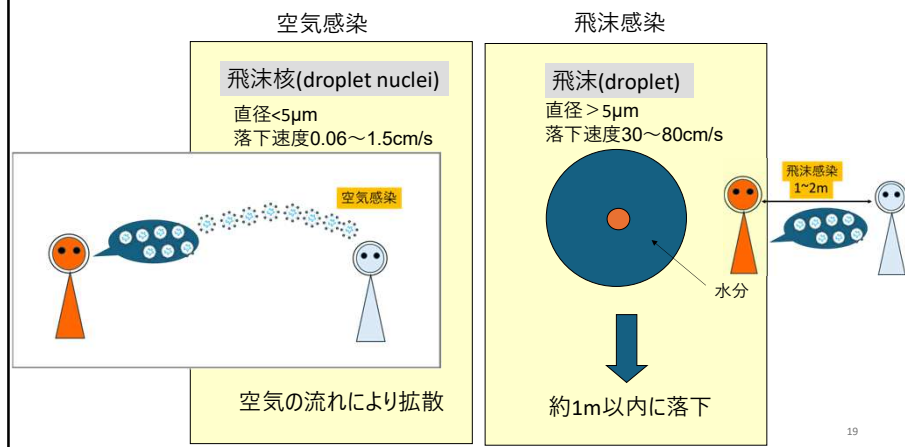 空気感染
飛沫核(droplet nuclei)
直径<5μm
落下速度0.06～1.5cm/s
空気感染
空気の流れにより拡散
飛沫感染
飛沫(droplet)
直径＞5μm
落下速度30～80cm/s
水分
約1m以内に落下
飛沫感染
1~2m
19